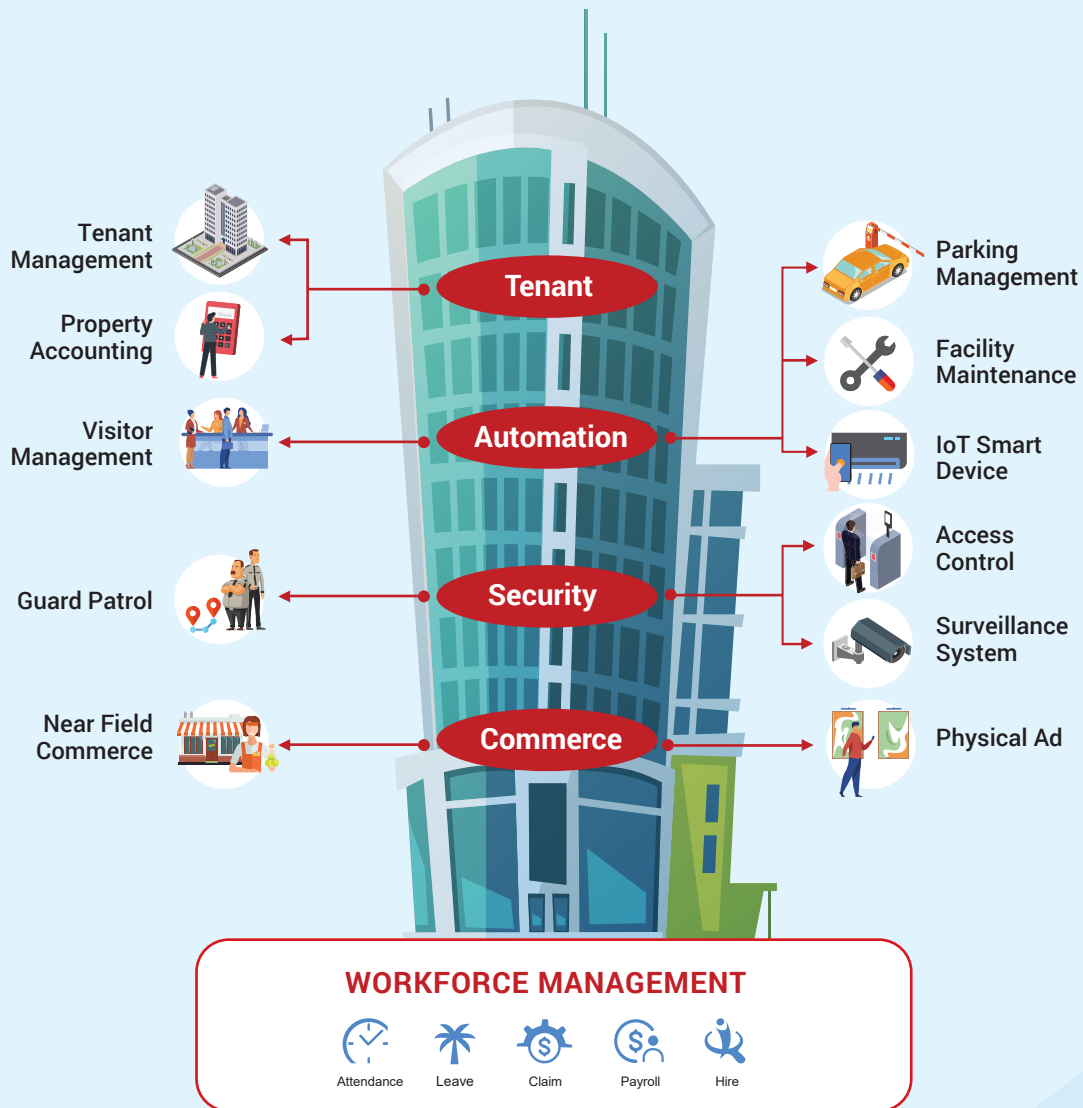 Tenant
Management
Property
Accounting
Visitor
Management
Guard Patrol
Near Field
Commerce
Tenant
Automation
Security
Commerce
Parking
Management
Facility
Maintenance
IoT Smart
Device
Access
Control
Surveillance
System
Physical Ad
WORKFORCE MANAGEMENT
Attendance
Leave
Claim
Payroll
Hire